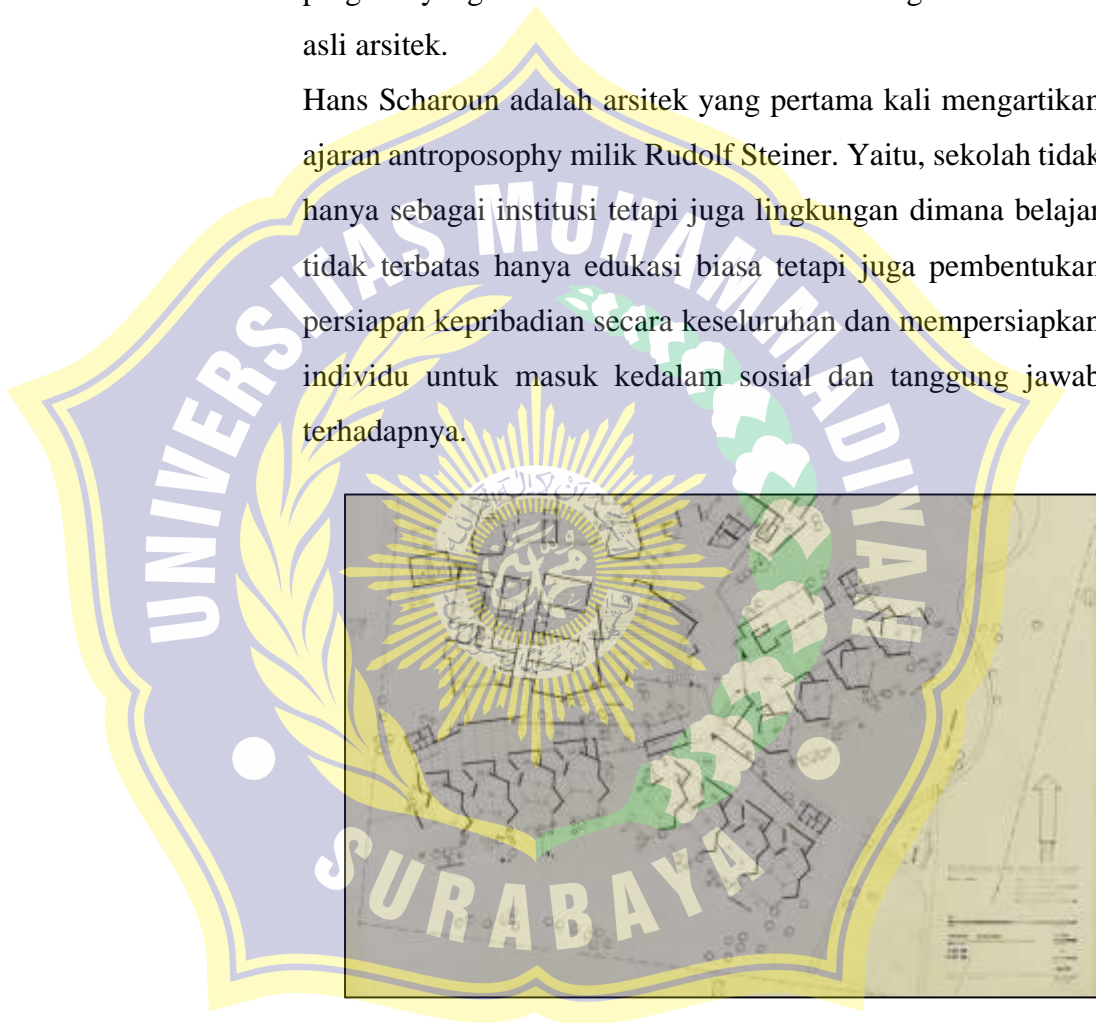 asli arsitek.
Hans Scharoun adalah arsitek yang pertama kali mengartikan
ajaran antroposophy milik Rudolf Steiner. Yaitu, sekolah tidak
hanya sebagai institusi tetapi juga lingkungan dimana belajar
tidak terbatas hanya edukasi biasa tetapi juga pembentukan
persiapan kepribadian secara keseluruhan dan mempersiapkan
individu untuk masuk kedalam sosial dan tanggung jawab
terhadapnya.
UNIVERSITAS MUHAMMADIYAH
SURABAYA